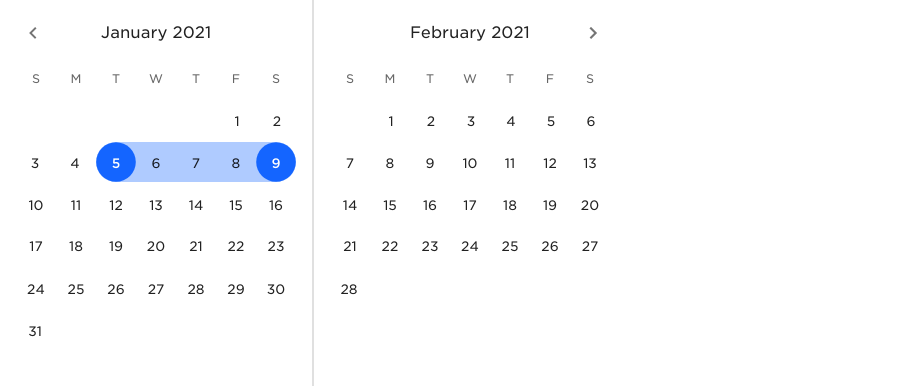 January 2021
S M T W T F S
1 2
3 4 5 6 7 8 9
10 11 12 13 14 15 16
17 18 19 20 21 22 23
24 25 26 27 28 29 30
31
February 2021
S M T W T F S
1 2 3 4 5 6
7 8 9 10 11 12 13
14 15 16 17 18 19 20
21 22 23 24 25 26 27
28